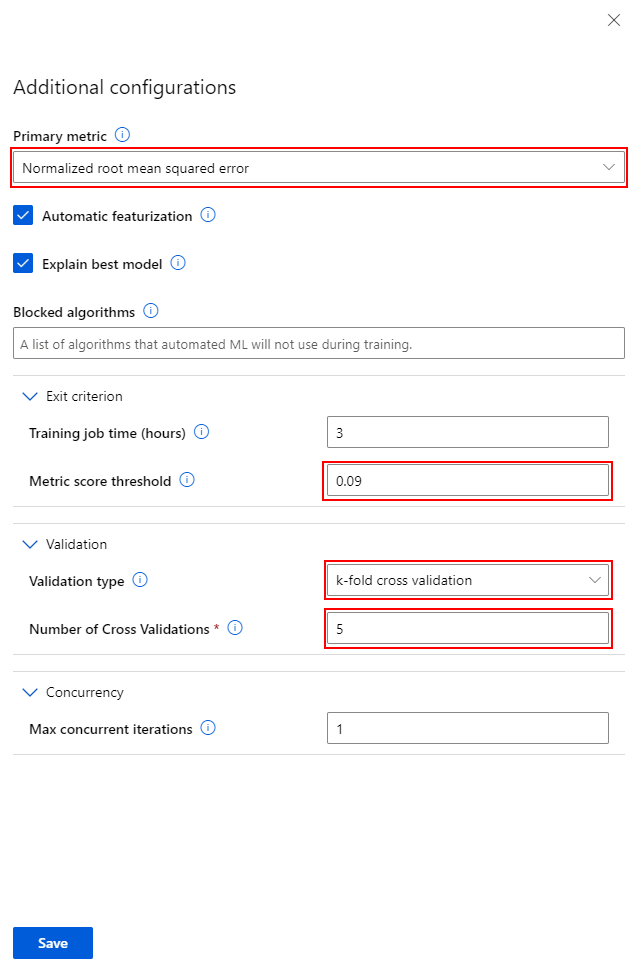 Additional configurations
Primary metric
Normalized root mean squared error
Automatic featurization
Explain best model
Blocked algorithms
A list of algorithms that automated ML will not use during training.
Exit criterion
Training job time (hours)
3
Metric score threshold
0.09
Validation
Validation type
k-fold cross validation
Number of Cross Validations *
5
Concurrency
Max concurrent iterations
1
Save